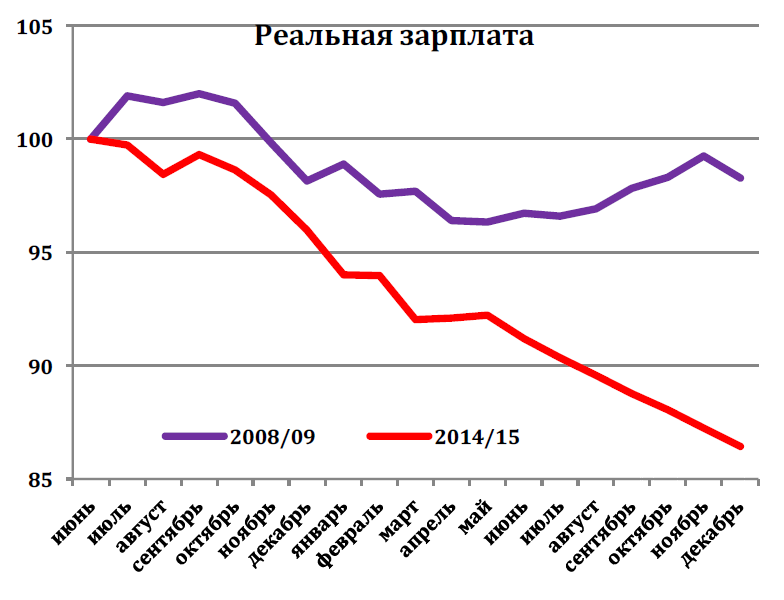 Реальная зарплата
105
100
95
90
85
2008/09
2014/15
июнь
июль
август
сентябрь
октябрь
ноябрь
декабрь
январь
февраль
март
апрель
май
июнь
июль
август
сентябрь
октябрь
ноябрь
декабрь